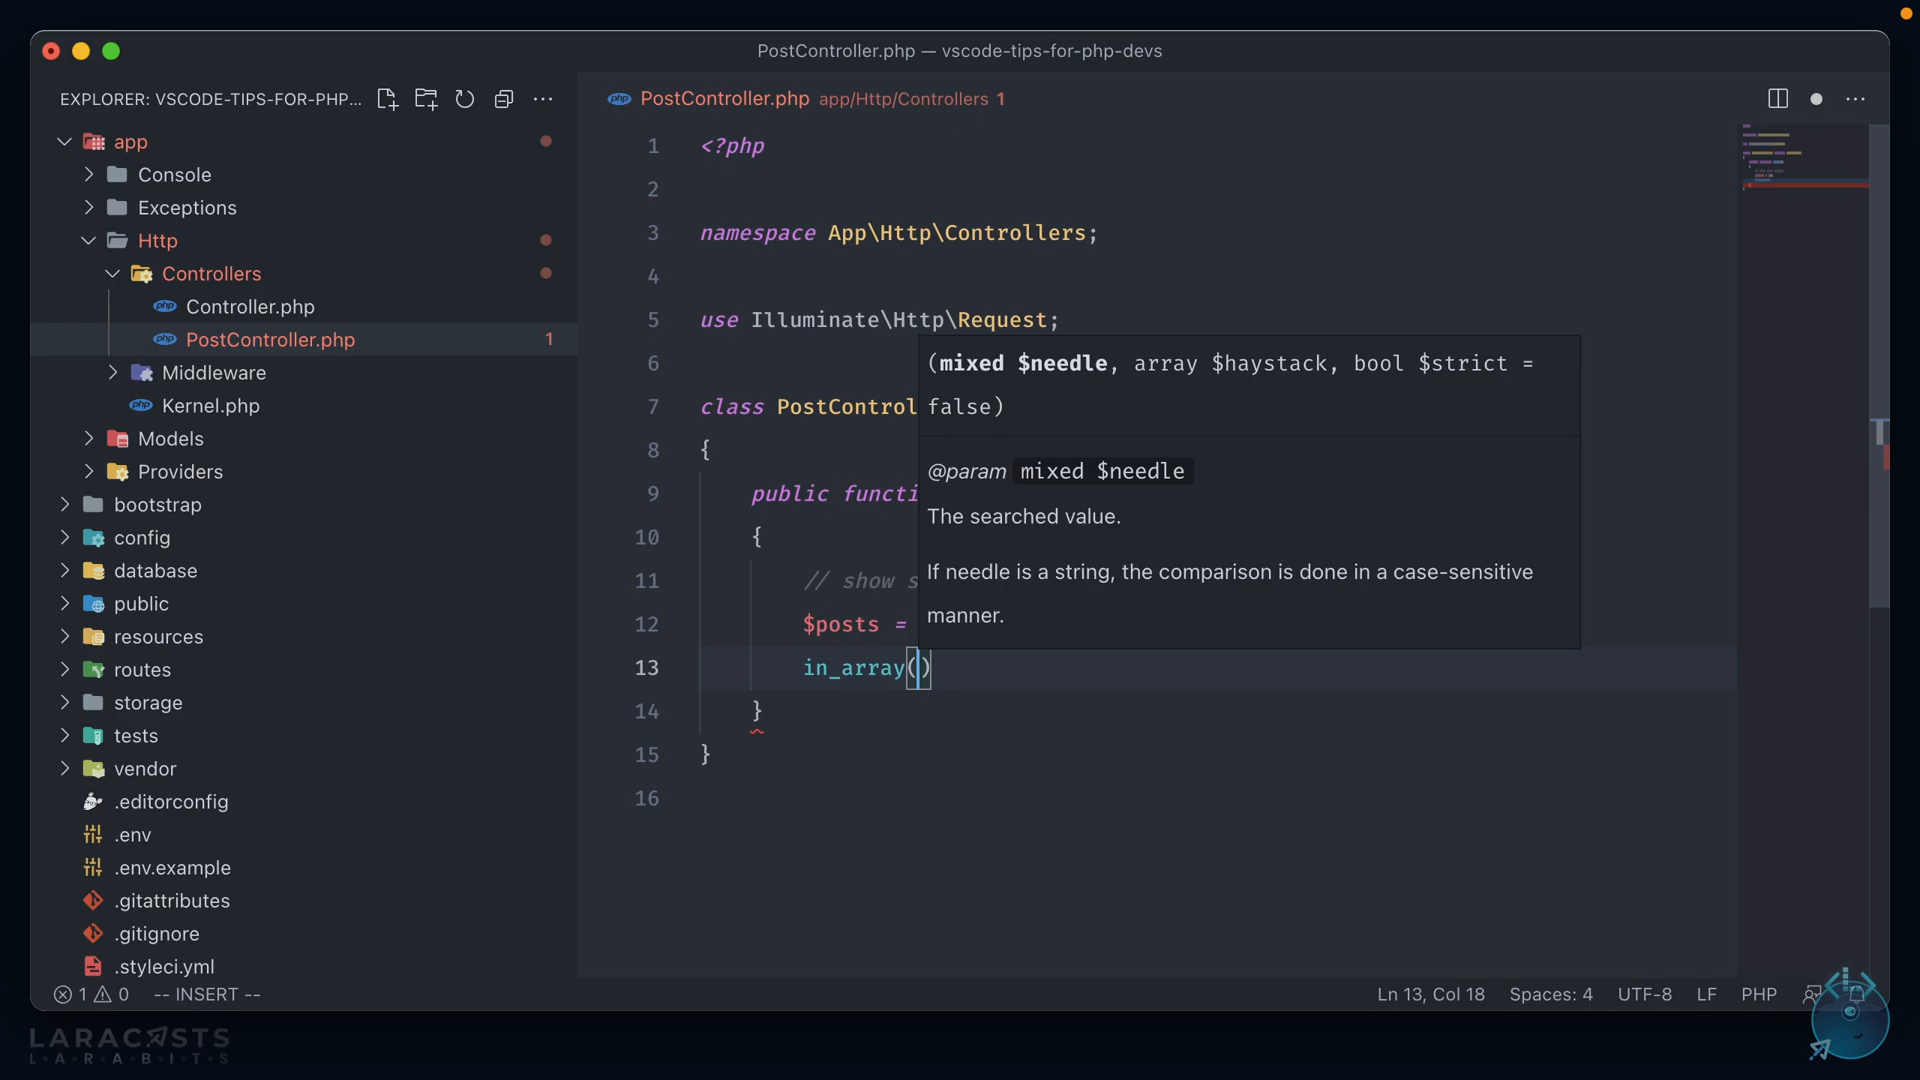 PostController.php — vscode-tips-for-php-devs
EXPLORER: VSCODE-TIPS-FOR-PHP...
app
Console
Exceptions
Http
Controllers
php Controller.php
php PostController.php 1
Middleware
php Kernel.php
Models
Providers
bootstrap
config
database
public
resources
routes
storage
tests
vendor
.editorconfig
.env
.env.example
.gitattributes
.gitignore
.styleci.yml
php PostController.php app/Http/Controllers 1
1 <?php
2
3 namespace App\Http\Controllers;
4
5 use Illuminate\Http\Request;
6
7 class PostControl
8 {
9 public functi
10 {
11 // show s
12 $posts =
13 in_array()
14 }
15 }
16
(mixed $needle, array $haystack, bool $strict =
false)
@param mixed $needle
The searched value.
If needle is a string, the comparison is done in a case-sensitive
manner.
1 0 -- INSERT -- Ln 13, Col 18 Spaces: 4 UTF-8 LF PHP
LARACASTS
LARABITS